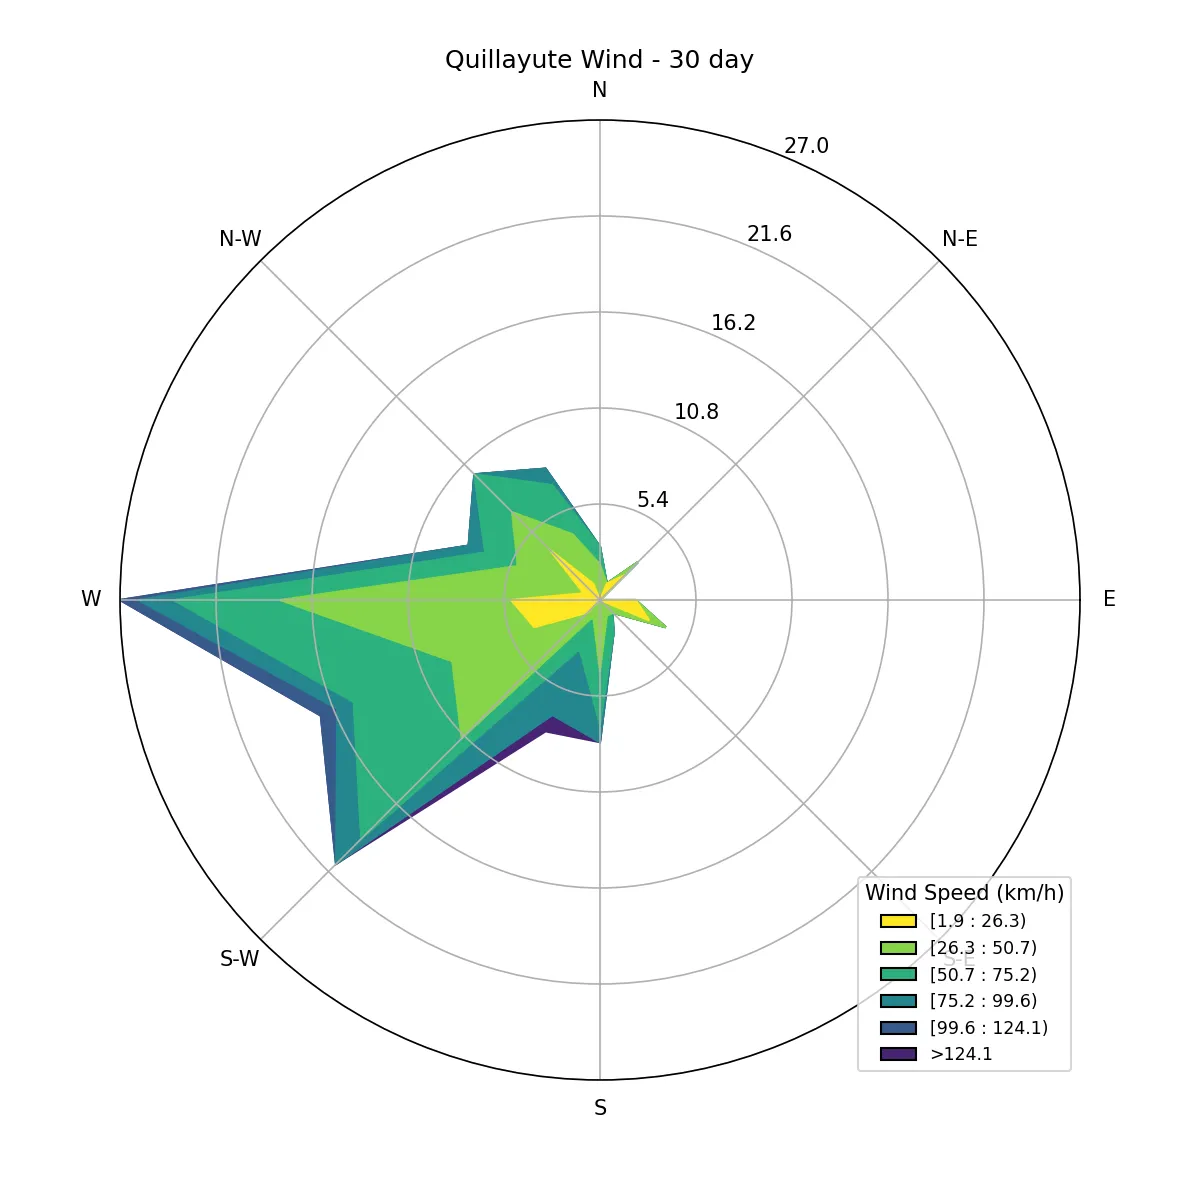 Quillayute Wind - 30 day
N
27.0
21.6
N-W
N-E
16.2
10.8
5.4
W
E
S-W
S-E
Wind Speed (km/h)
[1.9 : 26.3)
[26.3 : 50.7)
[50.7 : 75.2)
[75.2 : 99.6)
[99.6 : 124.1)
>124.1
S